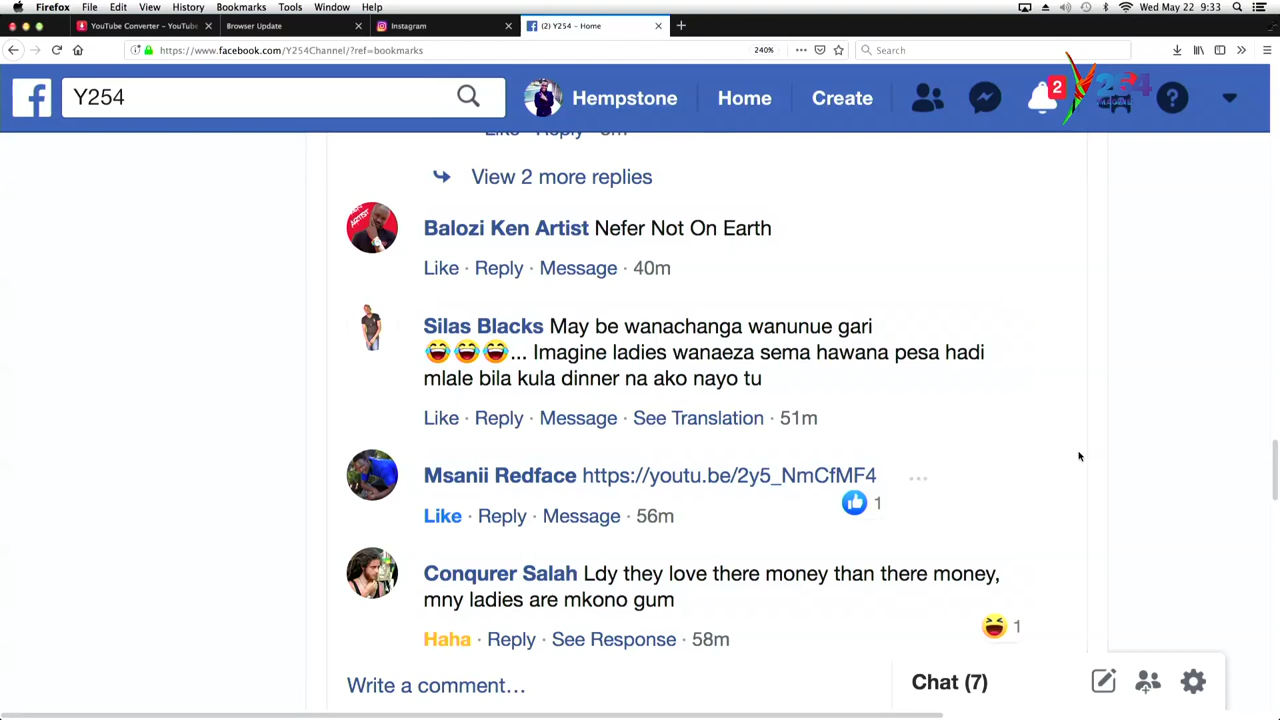 Firefox File Edit View History Bookmarks Tools Window Help Wed May 22 9:33
YouTube Converter – YouTube Browser Update Instagram (2) Y254 – Home
https://www.facebook.com/Y254Channel/?ref=bookmarks 240% Search
Y254 Hempstone Home Create 2 Y254
View 2 more replies
Balozi Ken Artist Nefer Not On Earth
Like · Reply · Message · 40m
Silas Blacks May be wanachanga wanunue gari
😂😂😂... Imagine ladies wanaeza sema hawana pesa hadi
mlale bila kula dinner na ako nayo tu
Like · Reply · Message · See Translation · 51m
Msanii Redface https://youtu.be/2y5_NmCfMF4
1
Like · Reply · Message · 56m
Conqurer Salah Ldy they love there money than there money,
mny ladies are mkono gum
1
Haha · Reply · See Response · 58m
Write a comment…
Chat (7)